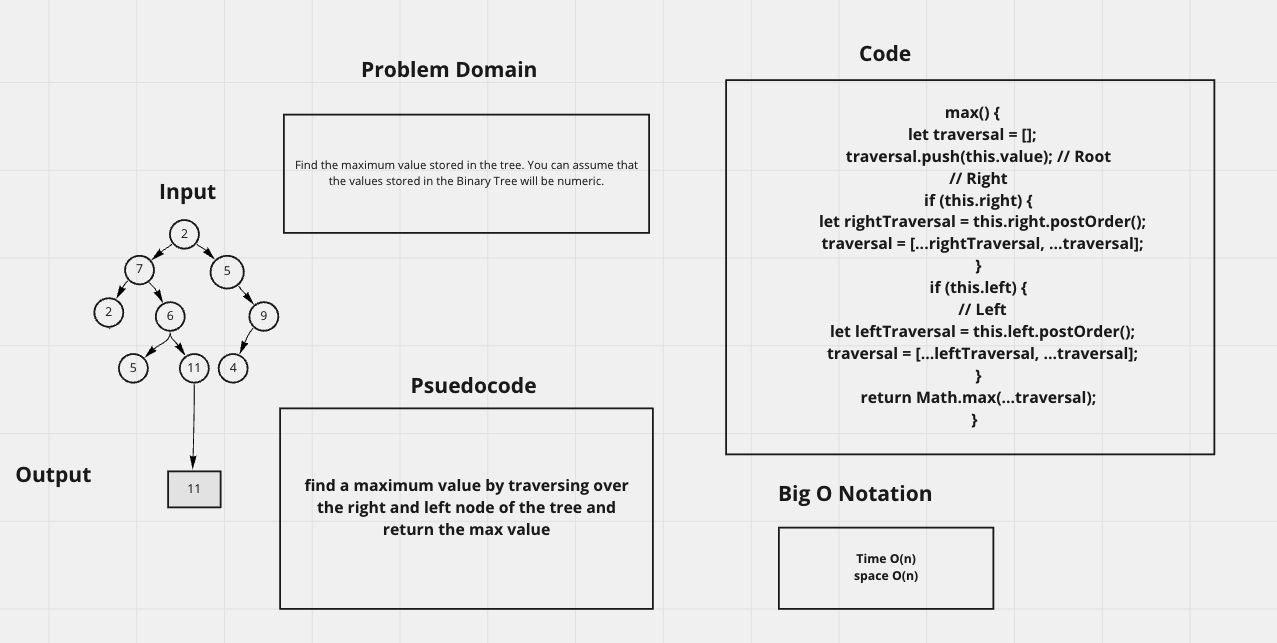 Problem Domain
Find the maximum value stored in the tree. You can assume that
the values stored in the Binary Tree will be numeric.
Input
2
7
5
2
6
9
5
11
4
Output
11
Psuedocode
find a maximum value by traversing over
the right and left node of the tree and
return the max value
Code
max() {
let traversal = [];
traversal.push(this.value); // Root
// Right
if (this.right) {
let rightTraversal = this.right.postOrder();
traversal = [...rightTraversal, ...traversal];
}
if (this.left) {
// Left
let leftTraversal = this.left.postOrder();
traversal = [...leftTraversal, ...traversal];
}
return Math.max(...traversal);
}
Big O Notation
Time O(n)
space O(n)